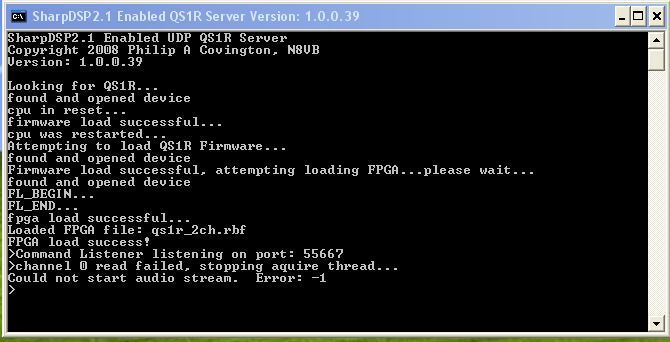 SharpDSP2.1 Enabled QS1R Server Version: 1.0.0.39
SharpDSP2.1 Enabled UDP QS1R Server
Copyright 2008 Philip A Covington, N8VB
Version: 1.0.0.39
Looking for QS1R...
found and opened device
cpu in reset...
firmware load successful...
cpu was restarted...
Attempting to load QS1R Firmware...
found and opened device
Firmware load successful, attempting loading FPGA...please wait...
found and opened device
FL_BEGIN...
FL_END...
fpga load successful...
Loaded FPGA file: qs1r_2ch.rbf
FPGA load success!
>Command Listener listening on port: 55667
>channel 0 read failed, stopping aquire thread...
Could not start audio stream.  Error: -1
>